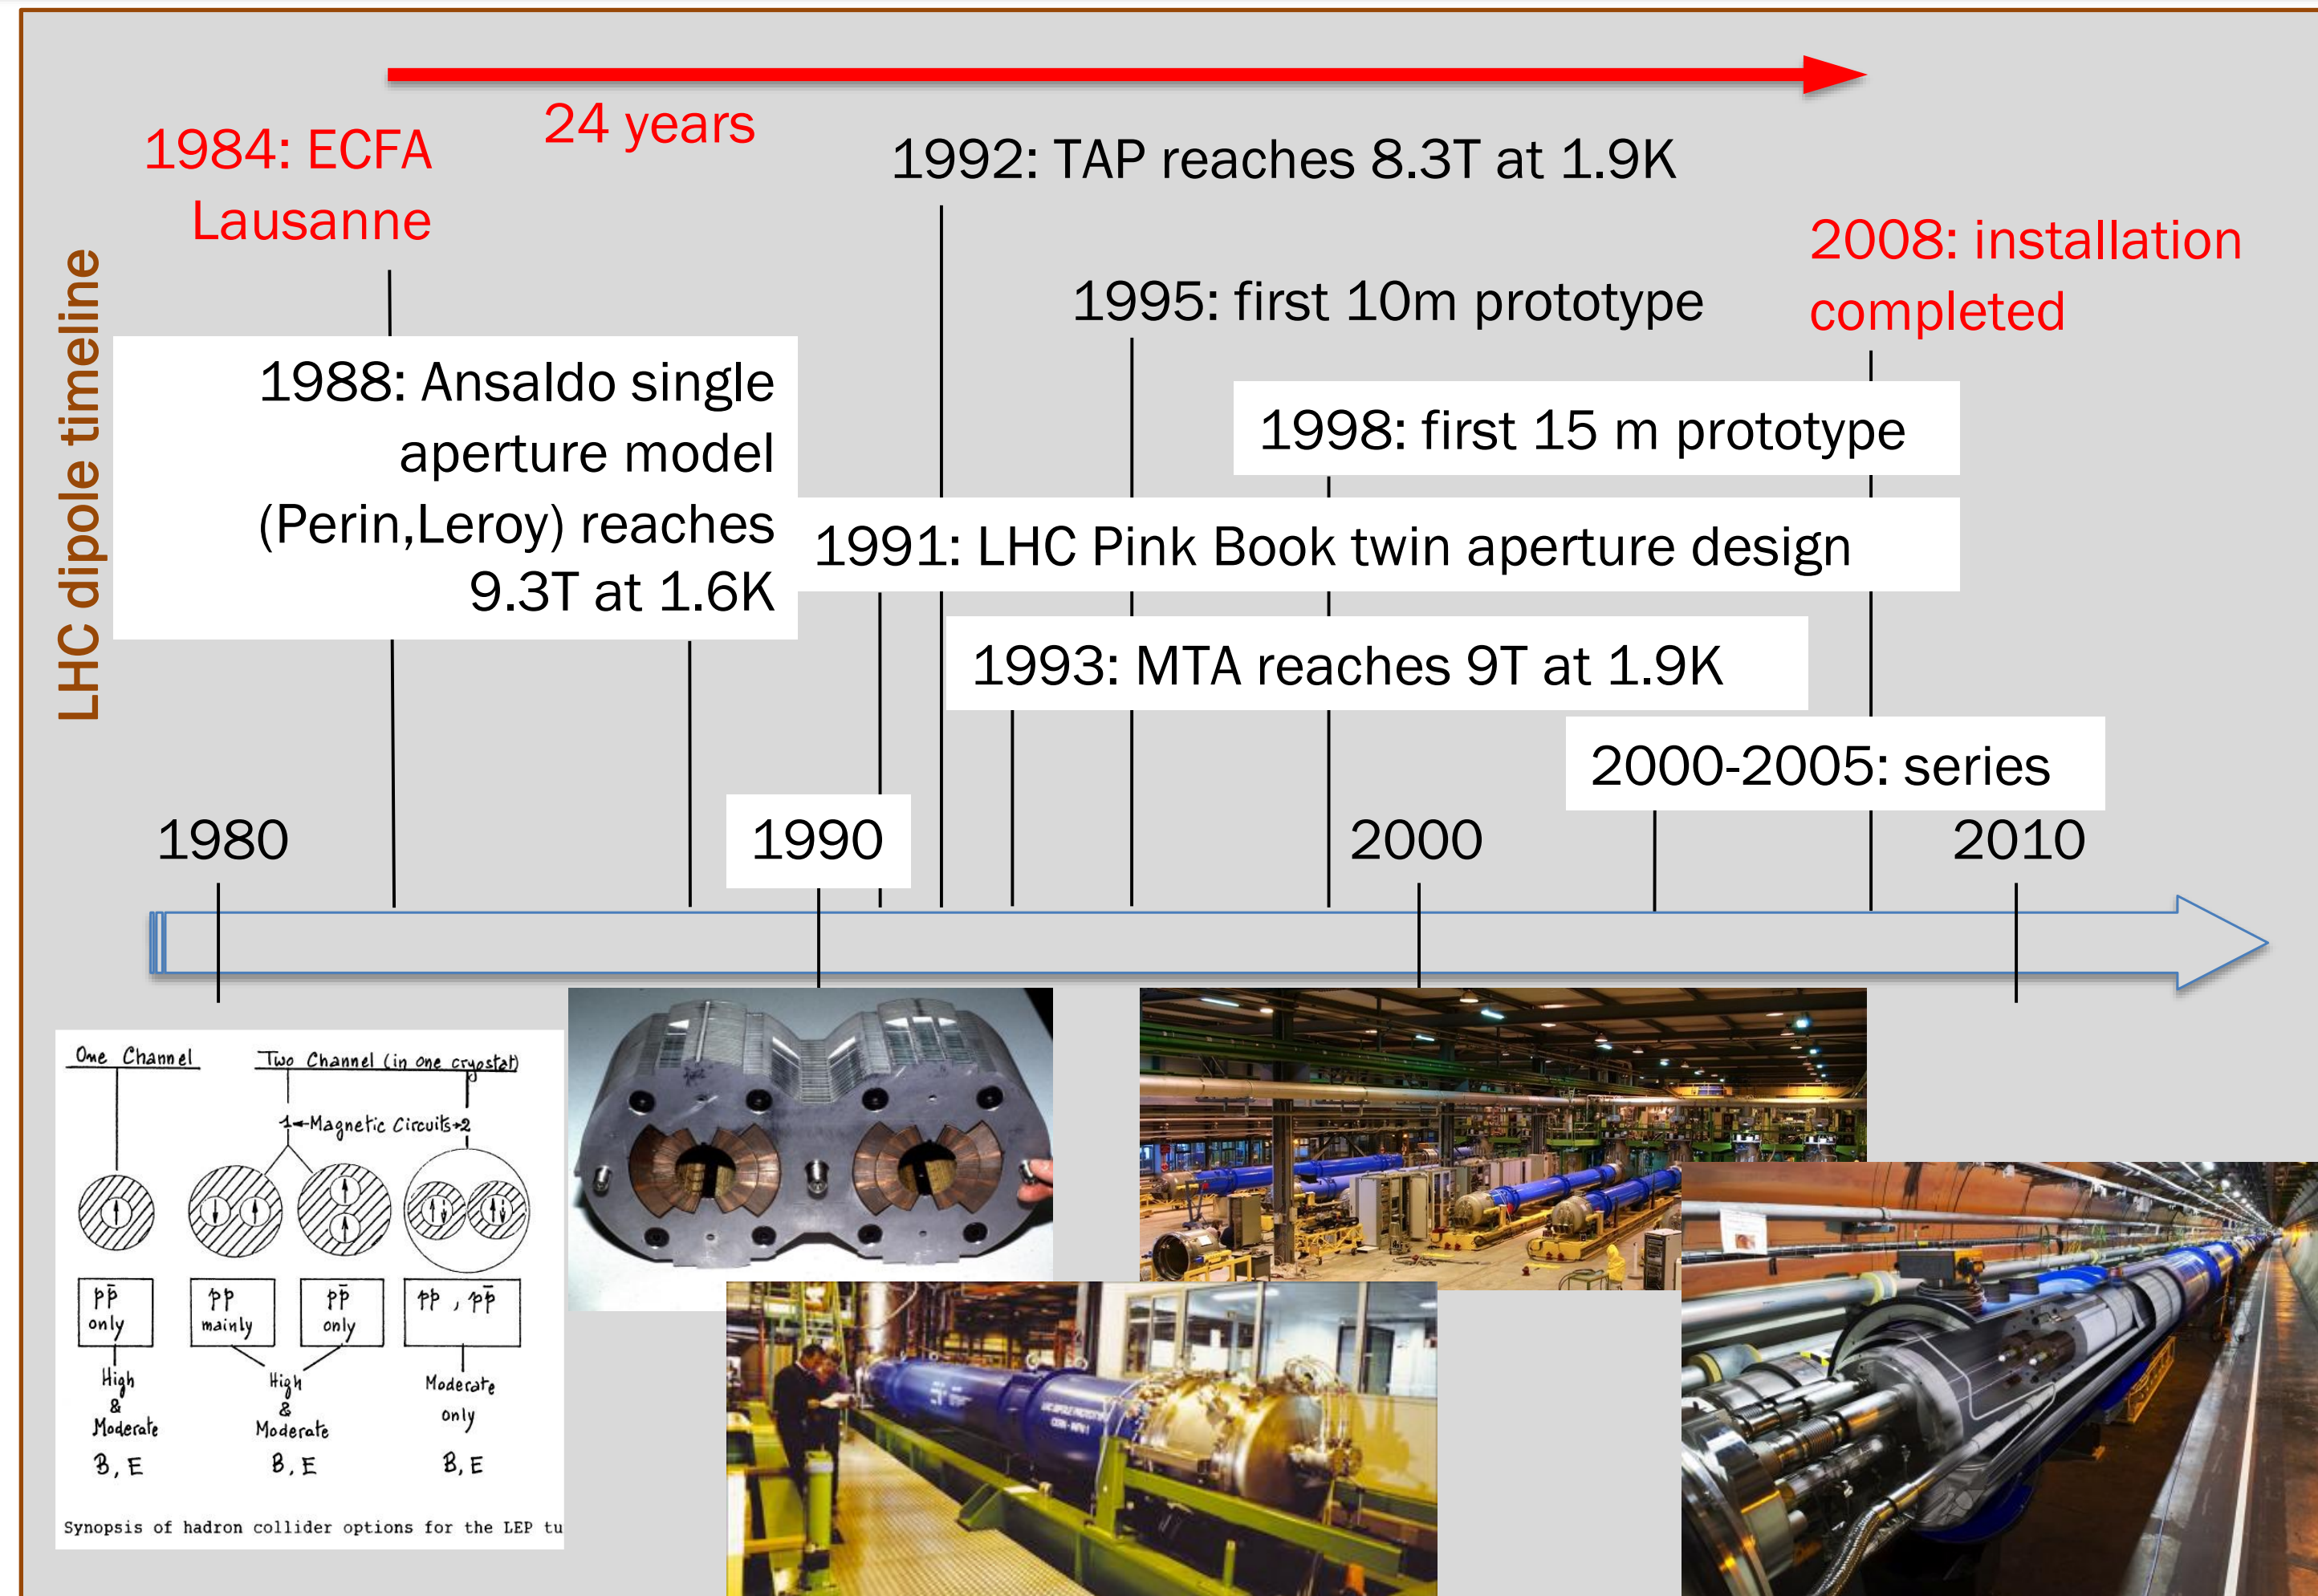 LHC dipole timeline
24 years
1984: ECFA
Lausanne
1992: TAP reaches 8.3T at 1.9K
2008: installation
completed
1995: first 10m prototype
1988: Ansaldo single
aperture model
(Perin,Leroy) reaches
9.3T at 1.6K
1998: first 15 m prototype
1991: LHC Pink Book twin aperture design
1993: MTA reaches 9T at 1.9K
2000-2005: series
1980
1990
2000
2010
One Channel
Two Channel (in one cryostat)
1←Magnetic Circuits→2
pp̄
only
pp
mainly
pp̄
only
pp, pp̄
High
&
Moderate
B, E
High
&
Moderate
B, E
Moderate
only
B, E
Synopsis of hadron collider options for the LEP tu
LHC DIPOLE PROTOTYPE